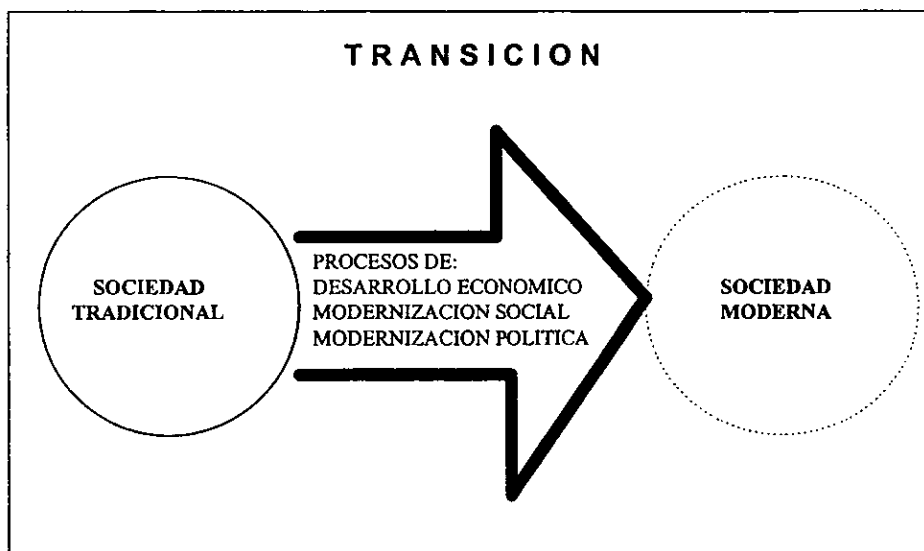 TRANSICION
SOCIEDAD
TRADICIONAL
PROCESOS DE:
DESARROLLO ECONOMICO
MODERNIZACION SOCIAL
MODERNIZACION POLITICA
SOCIEDAD
MODERNA